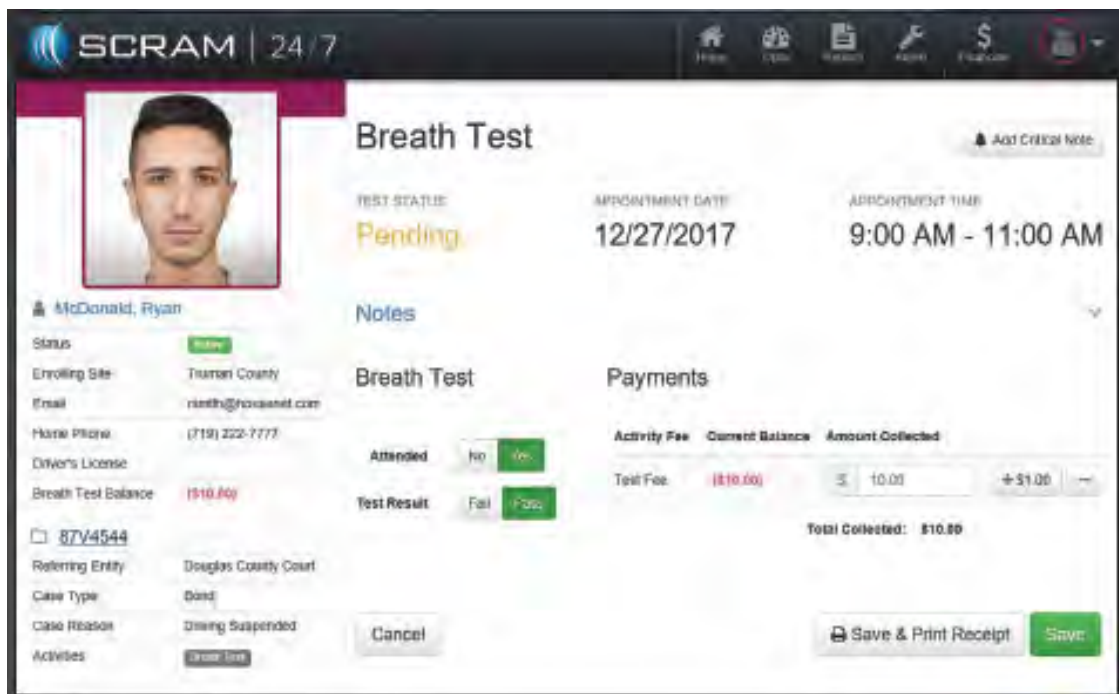 SCRAM | 24/7
Home
Breath Test
Add Critical Note
TEST STATUS
APPOINTMENT DATE
APPOINTMENT TIME
Pending
12/27/2017
9:00 AM - 11:00 AM
McDonald, Ryan
Notes
Status
Active
Enrolling Site
Truman County
Breath Test
Payments
Email
Home Phone
(719) 222-7777
Activity Fee
Current Balance
Amount Collected
Driver's License
Attended
No
Yes
Test Fee
($10.00)
$
10.00
+ $1.00
Breath Test Balance
($10.00)
Test Result
Fail
Pass
Total Collected: $10.00
87V4544
Referring Entity
Douglas County Court
Case Type
Bond
Case Reason
Driving Suspended
Cancel
Save & Print Receipt
Save
Activities
Breath Test